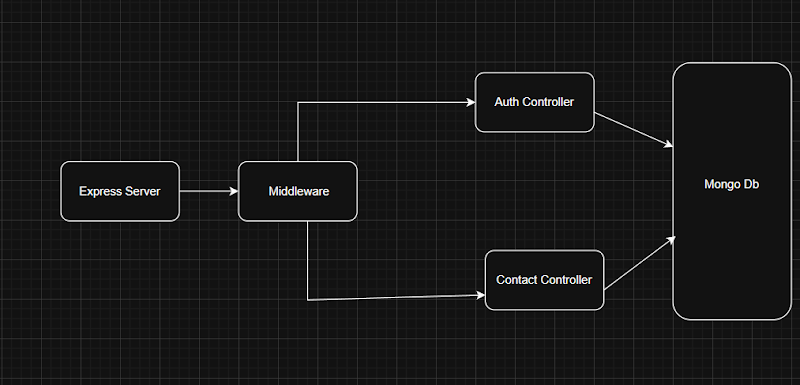 Auth Controller
Express Server
Middleware
Mongo Db
Contact Controller